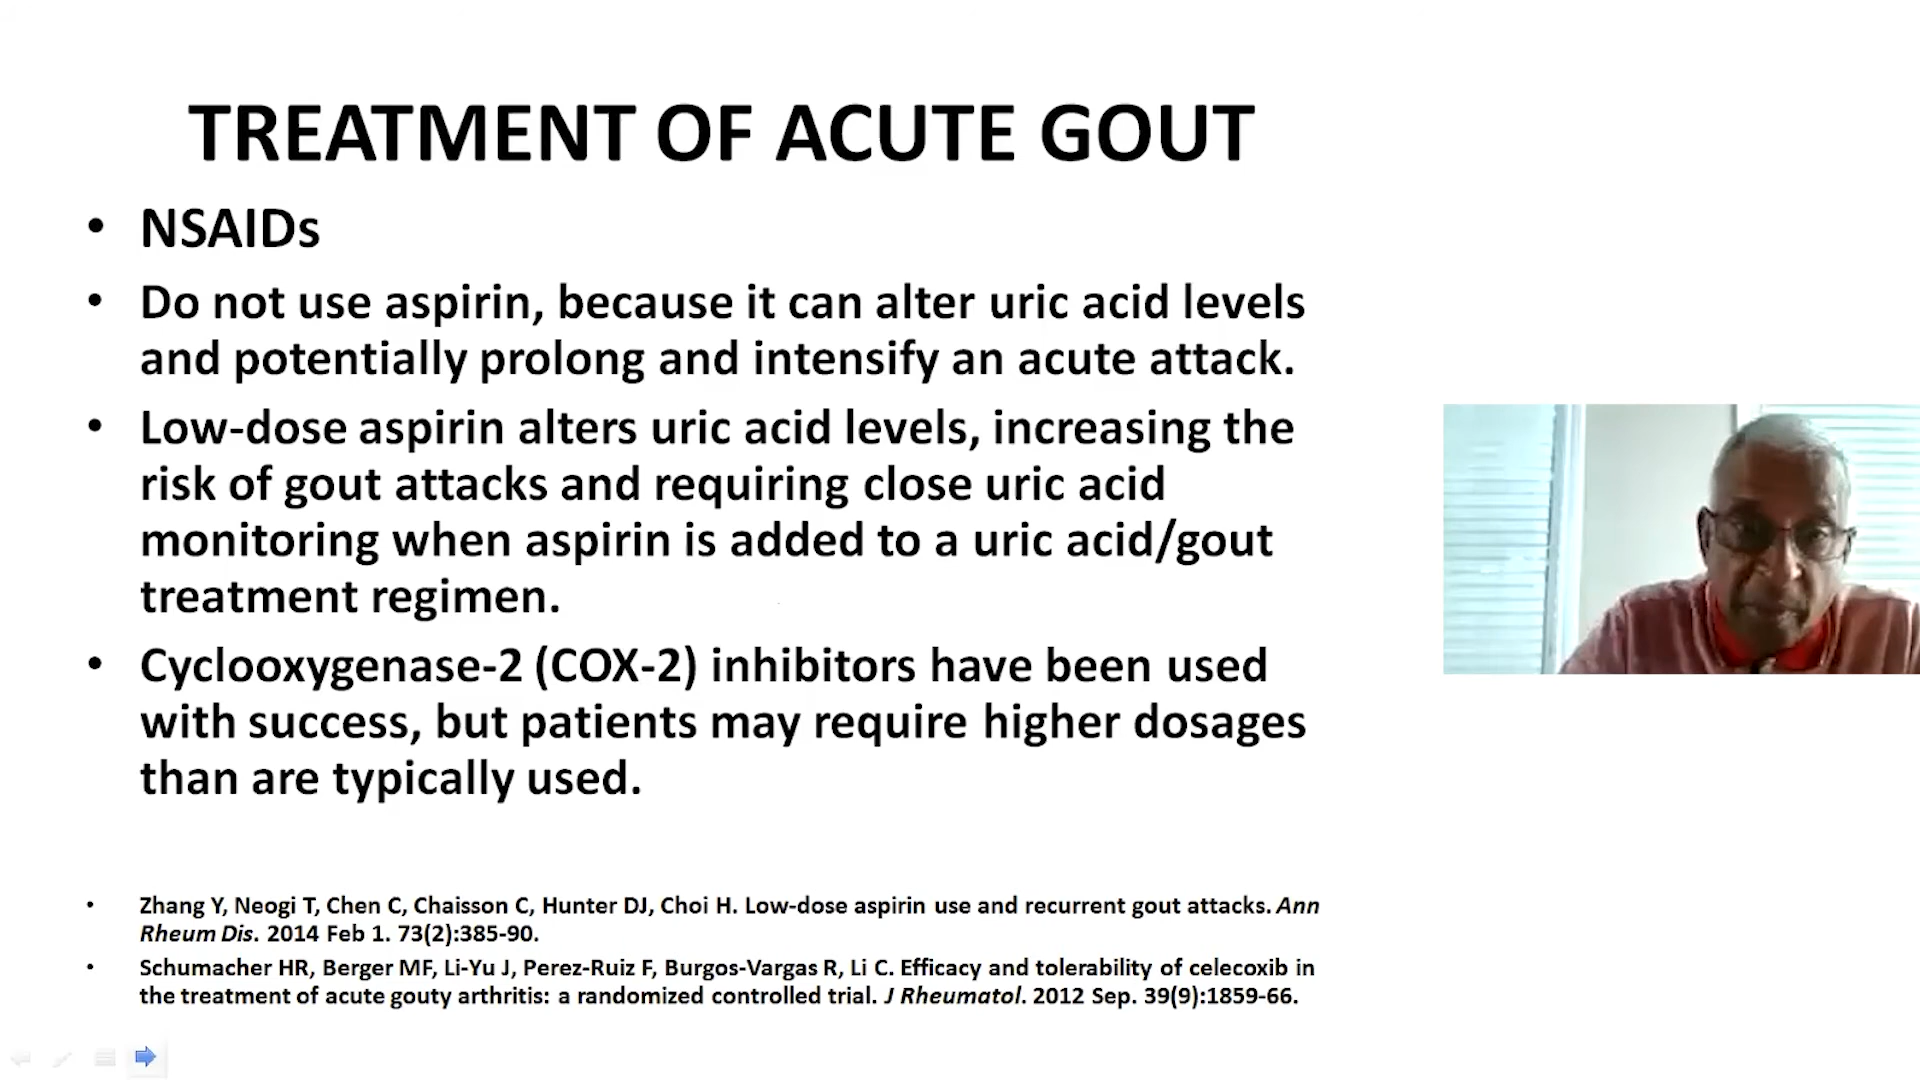 TREATMENT OF ACUTE GOUT
• NSAIDs
• Do not use aspirin, because it can alter uric acid levels
and potentially prolong and intensify an acute attack.
• Low-dose aspirin alters uric acid levels, increasing the
risk of gout attacks and requiring close uric acid
monitoring when aspirin is added to a uric acid/gout
treatment regimen.
• Cyclooxygenase-2 (COX-2) inhibitors have been used
with success, but patients may require higher dosages
than are typically used.
• Zhang Y, Neogi T, Chen C, Chaisson C, Hunter DJ, Choi H. Low-dose aspirin use and recurrent gout attacks. Ann
Rheum Dis. 2014 Feb 1. 73(2):385-90.
• Schumacher HR, Berger MF, Li-Yu J, Perez-Ruiz F, Burgos-Vargas R, Li C. Efficacy and tolerability of celecoxib in
the treatment of acute gouty arthritis: a randomized controlled trial. J Rheumatol. 2012 Sep. 39(9):1859-66.